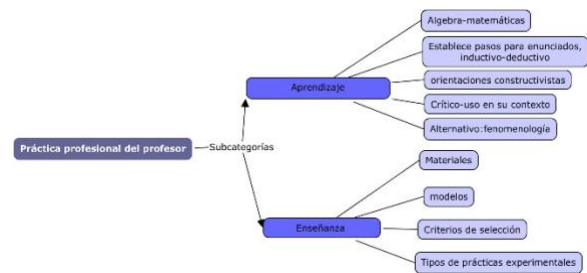 Práctica profesional del profesor
Subcategorías
Aprendizaje
Algebra-matemáticas
Establece pasos para enunciados,
inductivo-deductivo
orientaciones constructivistas
Crítico-uso en su contexto
Alternativo:fenomenología
Enseñanza
Materiales
modelos
Criterios de selección
Tipos de prácticas experimentales